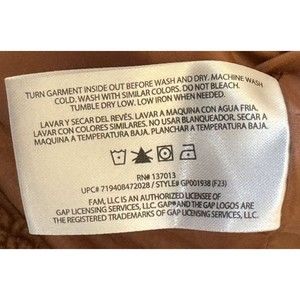 TURN GARMENT INSIDE OUT BEFORE WASH AND DRY. MACHINE WASH
COLD. WASH WITH SIMILAR COLORS. DO NOT BLEACH.
TUMBLE DRY LOW. LOW IRON WHEN NEEDED.
LAVAR Y SECAR DEL REVÉS. LAVAR A MAQUINA CON AGUA FRIA.
LAVAR CON COLORES SIMILARES. NO USAR BLANQUEADOR. SECAR A
MAQUINA A TEMPERATURA BAJA. PLANCHAR A TEMPERATURA BAJA.
RN# 137013
UPC# 719408472028 / STYLE# GP001938 (F23)
FAM, LLC IS AN AUTHORIZED LICENSEE OF
GAP LICENSING SERVICES, LLC. GAP® AND THE GAP LOGOS ARE
THE REGISTERED TRADEMARKS OF GAP LICENSING SERVICES, LLC.